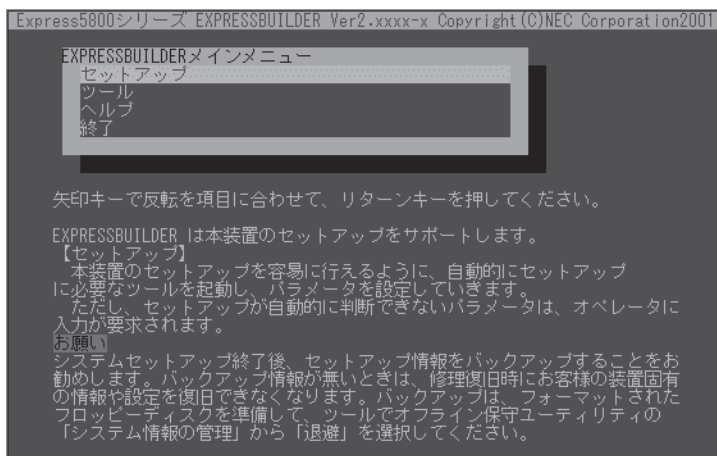 Express5800シリーズ EXPRESSBUILDER Ver2.xxxx-x Copyright(C)NEC Corporation2001
EXPRESSBUILDERメインメニュー
セットアップ
ツール
ヘルプ
終了
矢印キーで反転を項目に合わせて、リターンキーを押してください。
EXPRESSBUILDER は本装置のセットアップをサポートします。
【セットアップ】
本装置のセットアップを容易に行えるように、自動的にセットアップ
に必要なツールを起動し、パラメータを設定していきます。
ただし、セットアップが自動的に判断できないパラメータは、オペレータに
入力が要求されます。
お願い
システムセットアップ終了後、セットアップ情報をバックアップすることをお
勧めします。バックアップ情報が無いときは、修理復旧時にお客様の装置固有
の情報や設定を復旧できなくなります。バックアップは、フォーマットされた
フロッピーディスクを準備して、ツールでオフライン保守ユーティリティの
「システム情報の管理」から「退避」を選択してください。